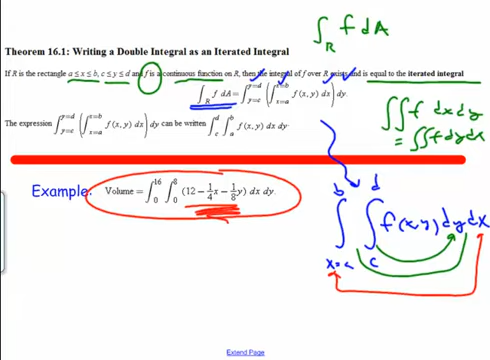 ∫_R f dA
Theorem 16.1: Writing a Double Integral as an Iterated Integral
If R is the rectangle a ≤ x ≤ b, c ≤ y ≤ d and f is a continuous function on R, then the integral of f over R exists and is equal to the iterated integral
∫_R f dA = ∫_{y=c}^{y=d} ( ∫_{x=a}^{x=b} f(x, y) dx ) dy.
The expression ∫_{y=c}^{y=d} ( ∫_{x=a}^{x=b} f(x, y) dx ) dy can be written ∫_c^d ∫_a^b f(x, y) dx dy.
∫∫ f dx dy
= ∫∫ f dy dx
Example: Volume = ∫_0^{16} ∫_0^8 (12 − 1/4 x − 1/8 y) dx dy.
∫_{x=a}^b ∫_c^d f(x,y) dy dx
Extend Page